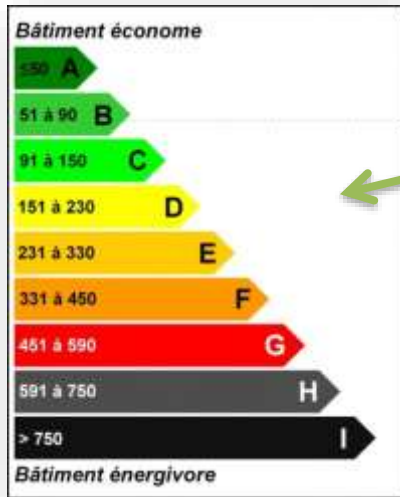 Bâtiment économe
≤50 A
51 à 90 B
91 à 150 C
151 à 230 D
231 à 330 E
331 à 450 F
451 à 590 G
591 à 750 H
> 750 I
Bâtiment énergivore